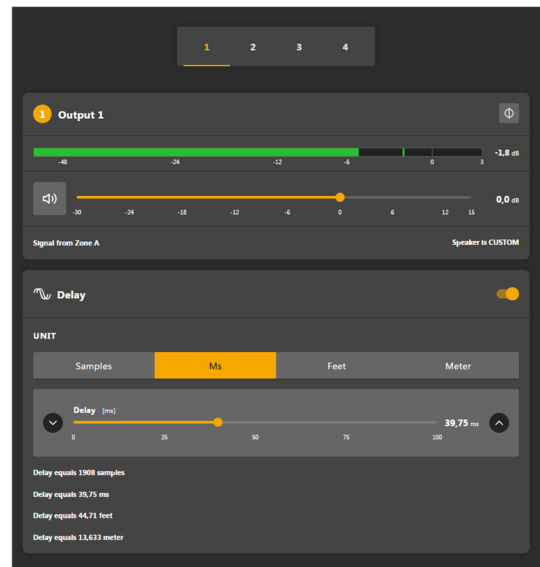 1 2 3 4
1 Output 1
-1,8 dB
-48 -24 -12 -6 0 3
0,0 dB
-30 -24 -18 -12 -6 0 6 12 15
Signal from Zone A Speaker is CUSTOM
Delay
UNIT
Samples Ms Feet Meter
Delay [ms]
39,75 ms
0 25 50 75 100
Delay equals 1908 samples
Delay equals 39,75 ms
Delay equals 44,71 feet
Delay equals 13,633 meter